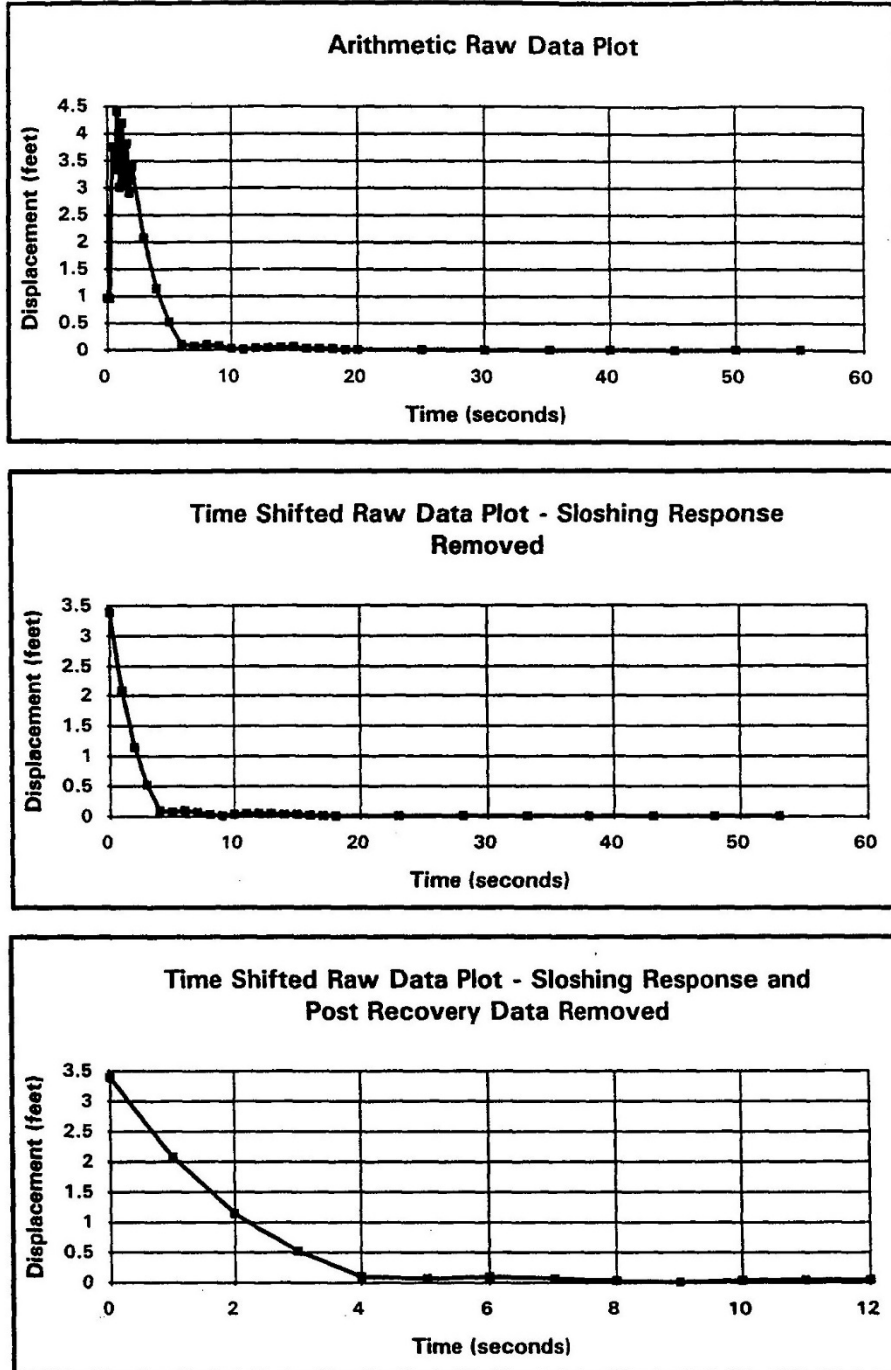 Arithmetic Raw Data Plot
Displacement (feet)
4.5
4
3.5
3
2.5
2
1.5
1
0.5
0
0 10 20 30 40 50 60
Time (seconds)
Time Shifted Raw Data Plot - Sloshing Response
Removed
Displacement (feet)
3.5
3
2.5
2
1.5
1
0.5
0
0 10 20 30 40 50 60
Time (seconds)
Time Shifted Raw Data Plot - Sloshing Response and
Post Recovery Data Removed
Displacement (feet)
3.5
3
2.5
2
1.5
1
0.5
0
0 2 4 6 8 10 12
Time (seconds)